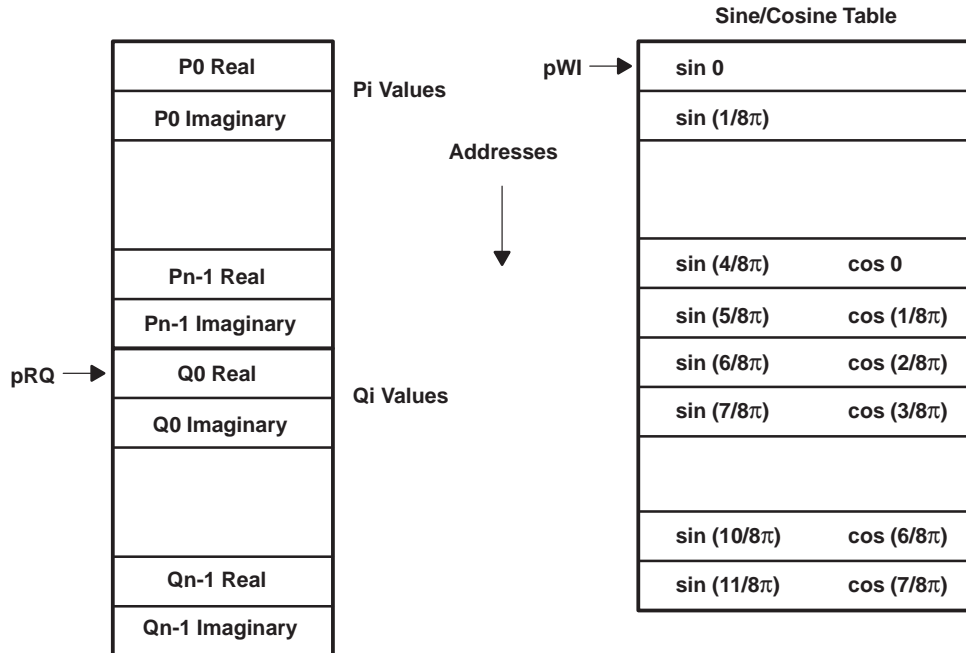 Sine/Cosine Table
P0 Real
P0 Imaginary
Pn-1 Real
Pn-1 Imaginary
pRQ
Q0 Real
Q0 Imaginary
Qn-1 Real
Qn-1 Imaginary
Pi Values
Qi Values
Addresses
pWI
sin 0
sin (1/8π)
sin (4/8π) cos 0
sin (5/8π) cos (1/8π)
sin (6/8π) cos (2/8π)
sin (7/8π) cos (3/8π)
sin (10/8π) cos (6/8π)
sin (11/8π) cos (7/8π)